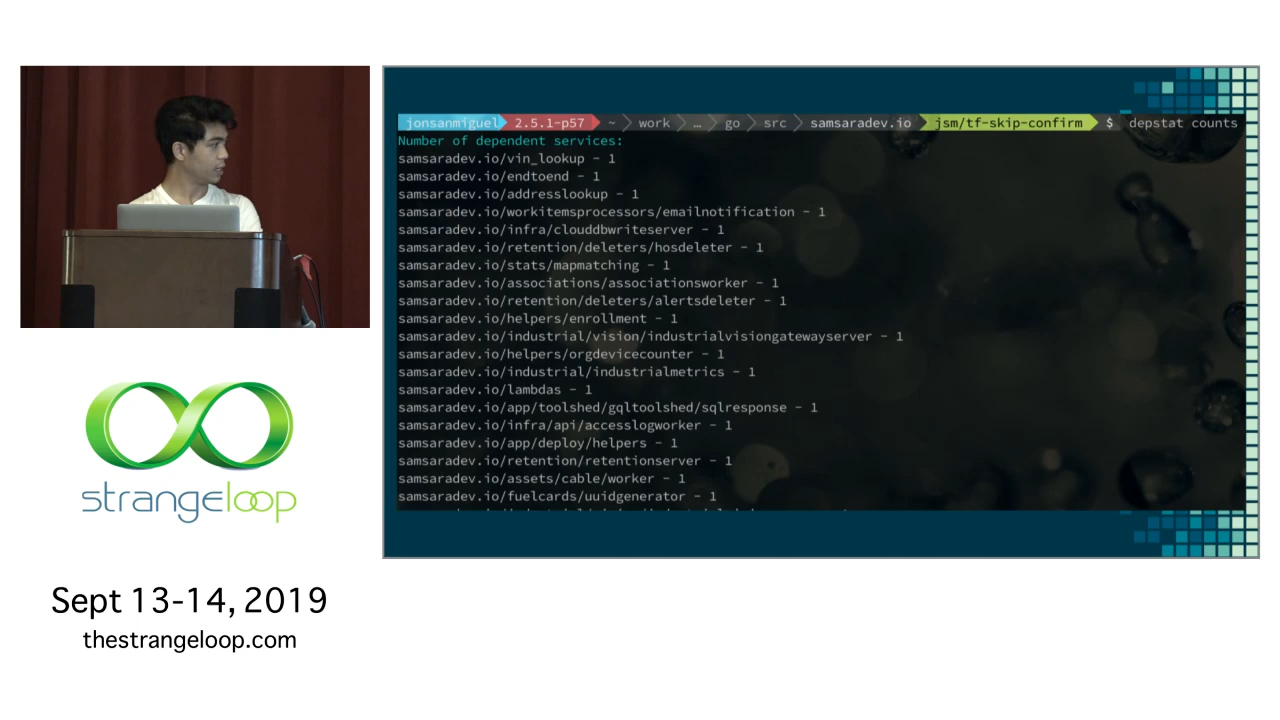 jonsanmiguel 2.5.1-p57 ~ work … go src samsaradev.io jsm/tf-skip-confirm $ depstat counts
Number of dependent services:
samsaradev.io/vin_lookup - 1
samsaradev.io/endtoend - 1
samsaradev.io/addresslookup - 1
samsaradev.io/workitemsprocessors/emailnotification - 1
samsaradev.io/infra/clouddbwriteserver - 1
samsaradev.io/retention/deleters/hosdeleter - 1
samsaradev.io/stats/mapmatching - 1
samsaradev.io/associations/associationsworker - 1
samsaradev.io/retention/deleters/alertsdeleter - 1
samsaradev.io/helpers/enrollment - 1
samsaradev.io/industrial/vision/industrialvisiongatewayserver - 1
samsaradev.io/helpers/orgdevicecounter - 1
samsaradev.io/industrial/industrialmetrics - 1
samsaradev.io/lambdas - 1
samsaradev.io/app/toolshed/gqltoolshed/sqlresponse - 1
samsaradev.io/infra/api/accesslogworker - 1
samsaradev.io/app/deploy/helpers - 1
samsaradev.io/retention/retentionserver - 1
samsaradev.io/assets/cable/worker - 1
samsaradev.io/fuelcards/uuidgenerator - 1
strangeloop
Sept 13-14, 2019
thestrangeloop.com